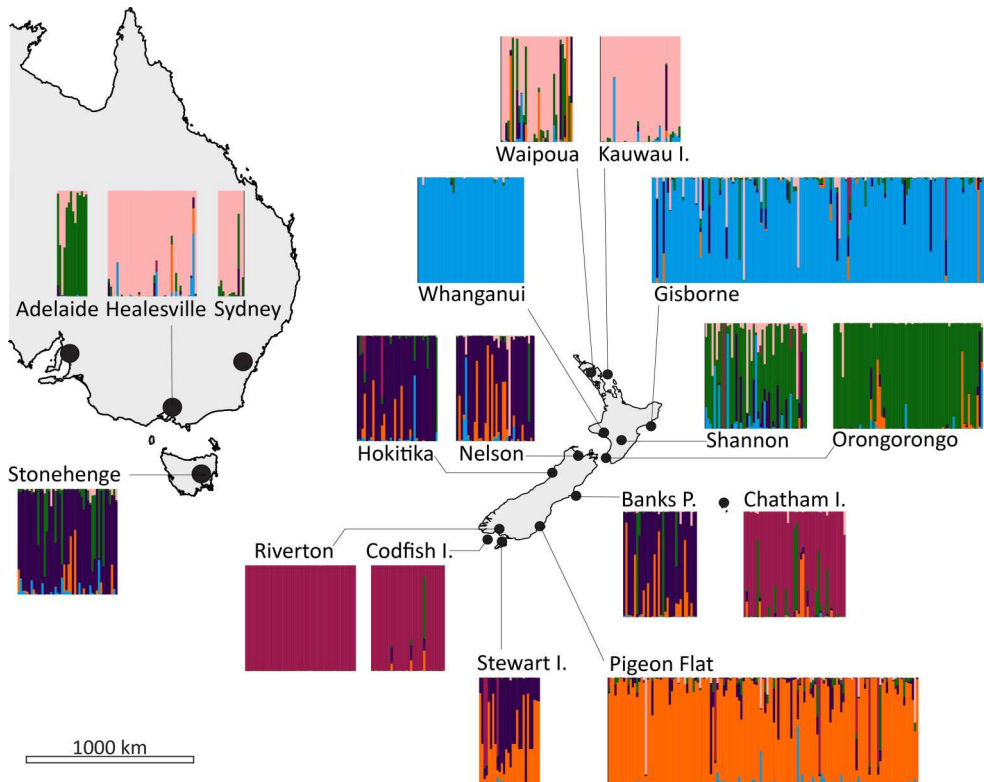 Waipoua
Kauwau I.
Whanganui
Gisborne
Adelaide
Healesville
Sydney
Hokitika
Nelson
Shannon
Orongorongo
Stonehenge
Banks P.
Chatham I.
Riverton
Codfish I.
Stewart I.
Pigeon Flat
1000 km